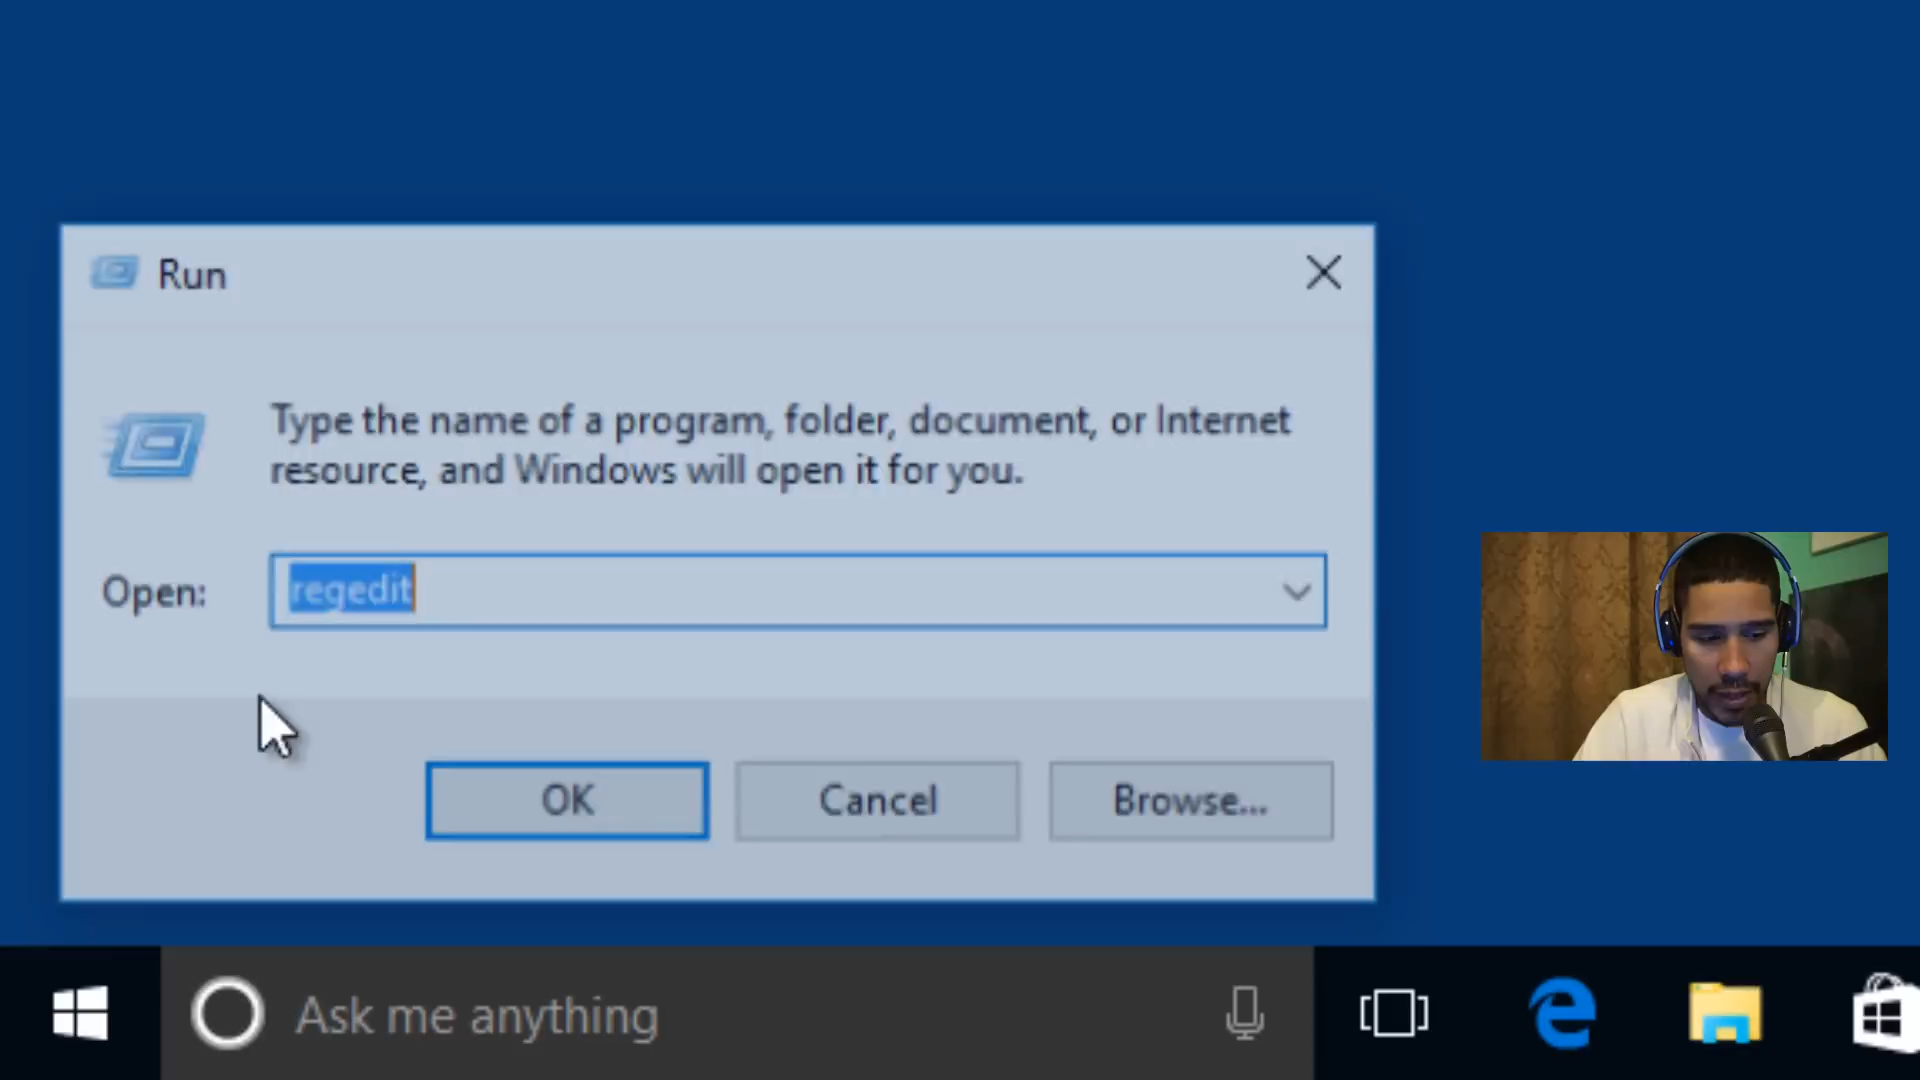 Run
Type the name of a program, folder, document, or Internet
resource, and Windows will open it for you.
Open:
regedit
OK
Cancel
Browse...
Ask me anything